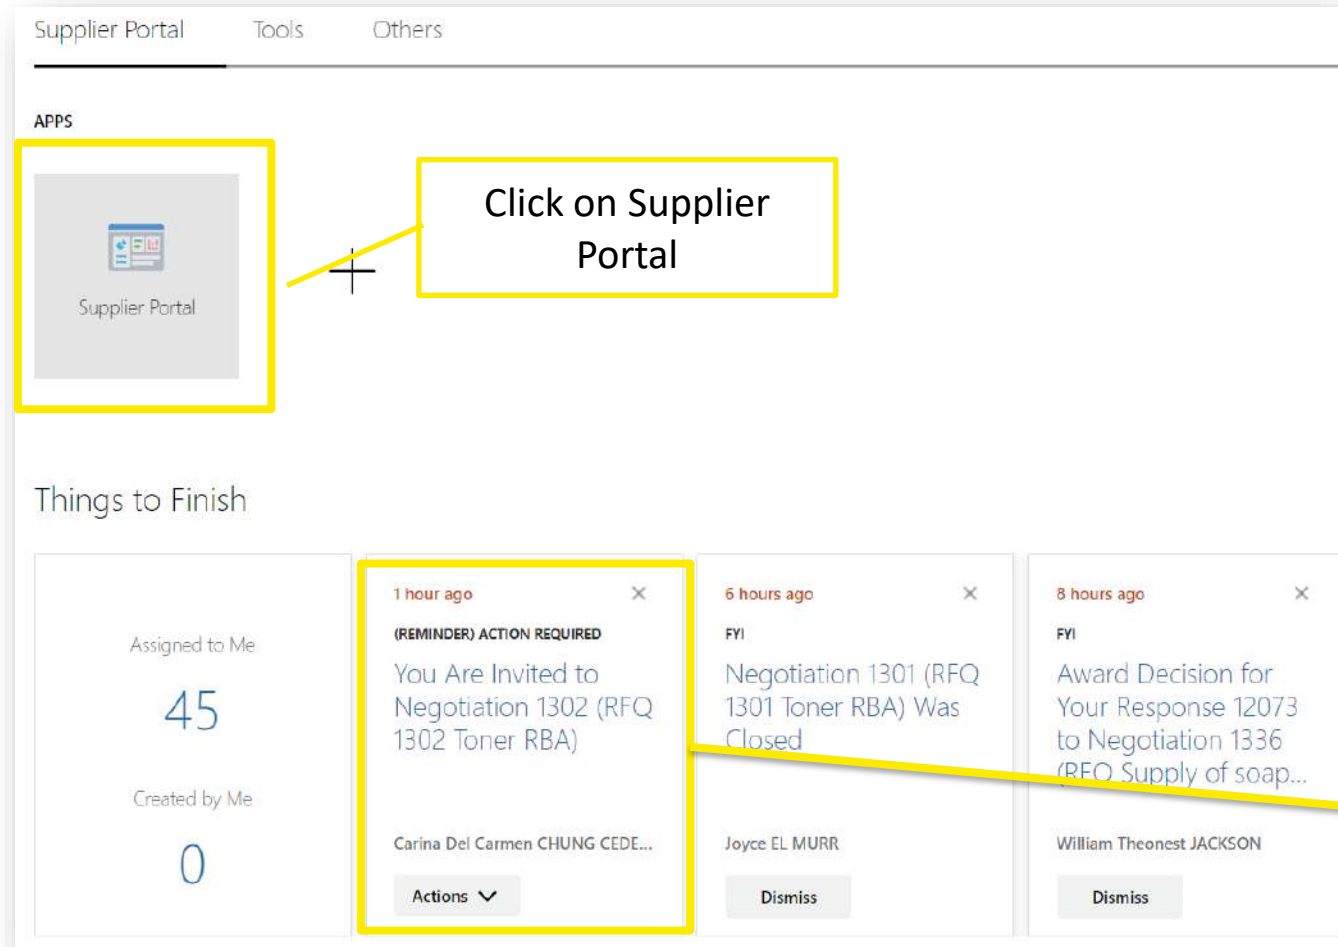 Supplier Portal Tools Others
APPS
Supplier Portal
Click on Supplier
Portal
Things to Finish
Assigned to Me
45
Created by Me
0
1 hour ago
(REMINDER) ACTION REQUIRED
You Are Invited to
Negotiation 1302 (RFQ
1302 Toner RBA)
Carina Del Carmen CHUNG CEDE...
Actions
6 hours ago
FYI
Negotiation 1301 (RFQ
1301 Toner RBA) Was
Closed
Joyce EL MURR
Dismiss
8 hours ago
FYI
Award Decision for
Your Response 12073
to Negotiation 1336
(RFQ Supply of soap...
William Theonest JACKSON
Dismiss